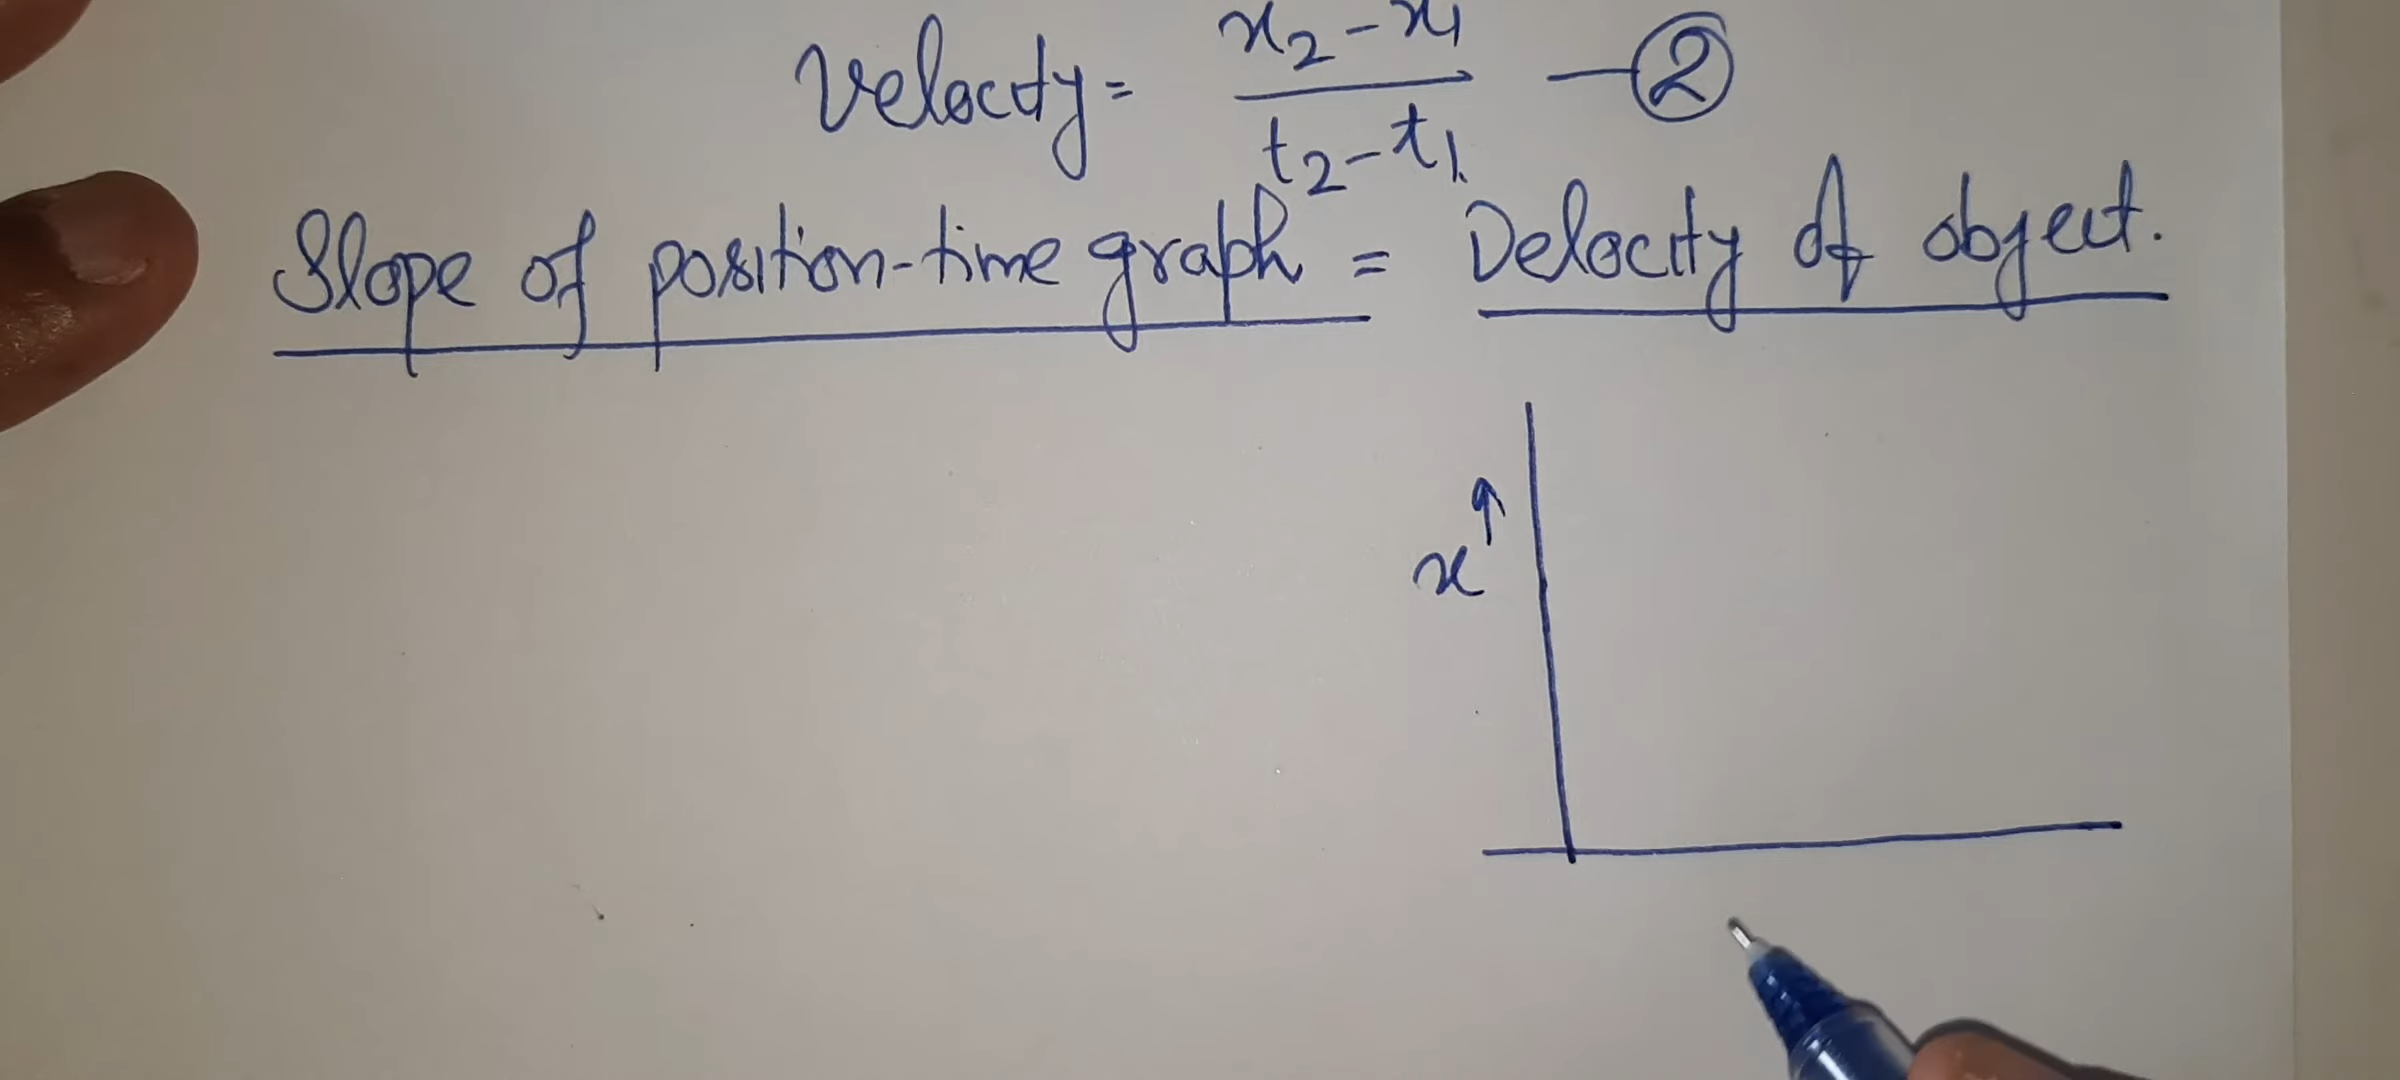 Velocity = x₂-x₁ / t₂-t₁ —②
Slope of position-time graph = Velocity of object.
x↑